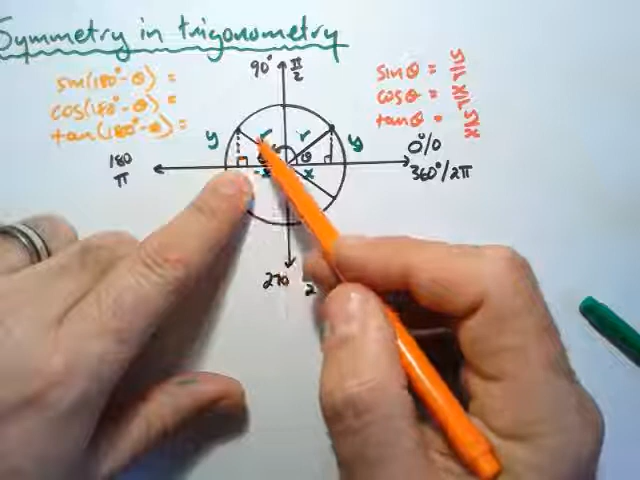 Symmetry in trigonometry
sin(180° - θ) =
cos(180° - θ) =
tan(180° - θ) =
90° π/2
sinθ = y/r
cosθ = x/r
tanθ = y/x
y r r y
180
π
θ θ
-x x
0°/0
360°/2π
270
2